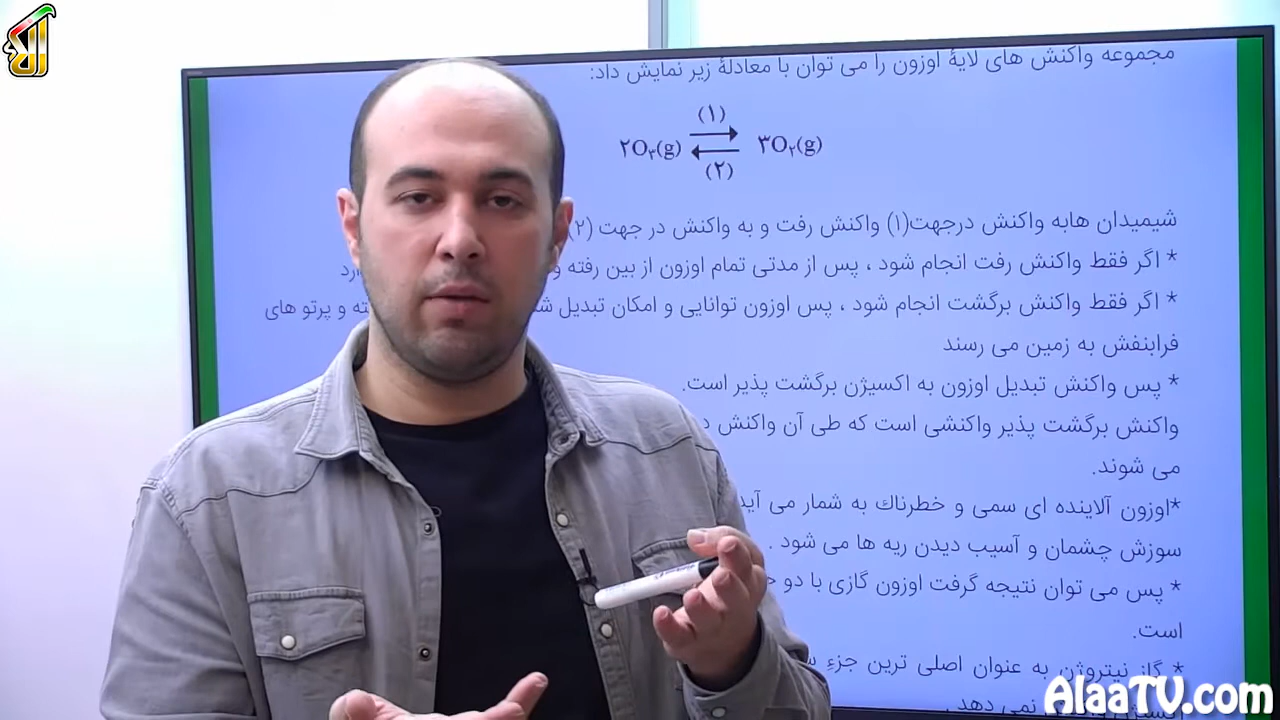 آلاء
مجموعه واکنش های لایهٔ اوزون را می توان با معادلهٔ زیر نمایش داد:
(۱)
۲O۳(g) ⇄ ۳O۲(g)
(۲)
شیمیدان هابه واکنش درجهت(۱) واکنش رفت و به واکنش در جهت (۲)
* اگر فقط واکنش رفت انجام شود ، پس از مدتی تمام اوزون از بین رفته و
* اگر فقط واکنش برگشت انجام شود ، پس اوزون توانایی و امکان تبدیل و پرتو های
فرابنفش به زمین می رسند
* پس واکنش تبدیل اوزون به اکسیژن برگشت پذیر است.
واکنش برگشت پذیر واکنشی است که طی آن واکنش
می شوند.
*اوزون آلاینده ای سمی و خطرناك به شمار می آید
سوزش چشمان و آسیب دیدن ریه ها می شود .
* پس می توان نتیجه گرفت اوزون گازی با دو
است.
* گاز نیتروژن به عنوان اصلی ترین جزء
نمی دهد .
AlaaTV.com